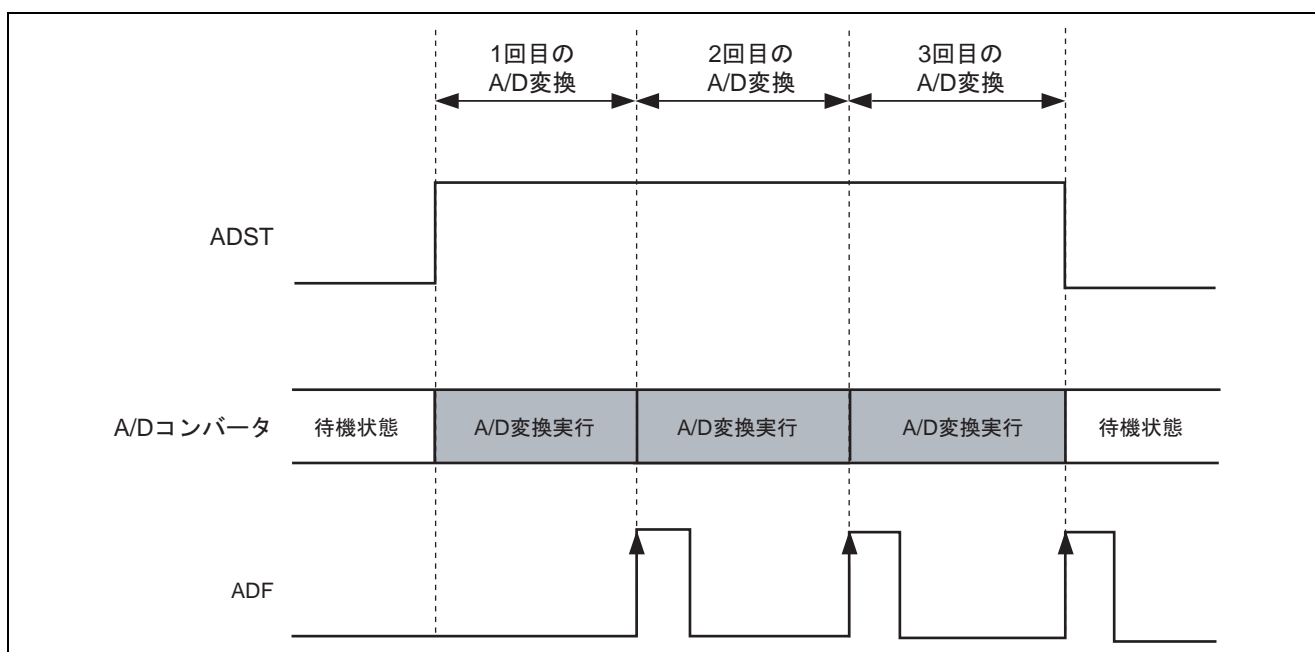 1回目の
A/D変換
2回目の
A/D変換
3回目の
A/D変換
ADST
A/Dコンバータ
待機状態
A/D変換実行
A/D変換実行
A/D変換実行
待機状態
ADF